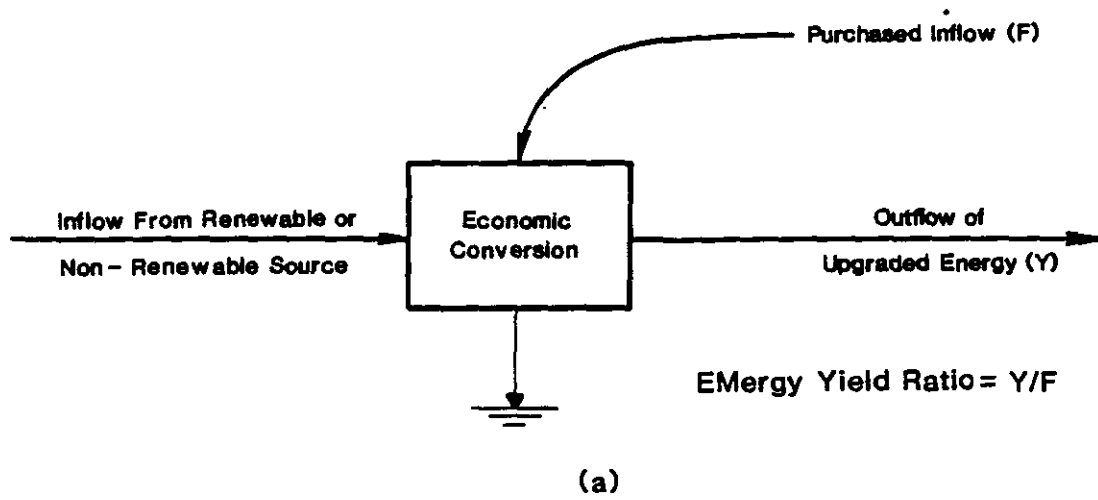 Purchased Inflow (F)
Inflow From Renewable or
Non-Renewable Source
Economic
Conversion
Outflow of
Upgraded Energy (Y)
EMergy Yield Ratio = Y/F
(a)